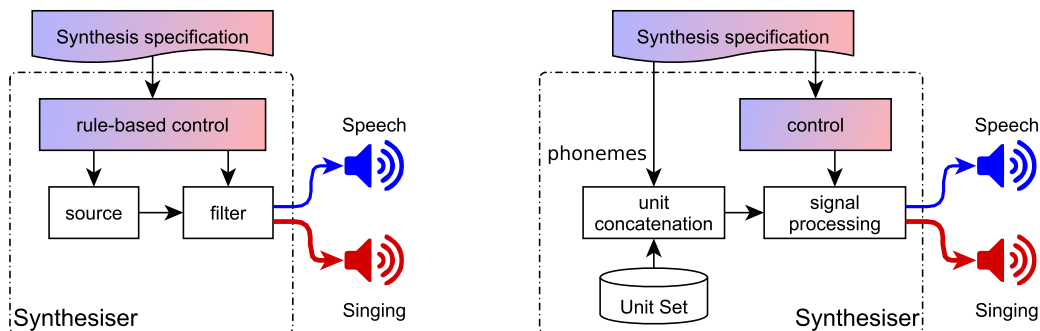 Synthesis specification
rule-based control
Speech
source
filter
Singing
Synthesiser
Synthesis specification
control
Speech
phonemes
unit
concatenation
signal
processing
Unit Set
Singing
Synthesiser